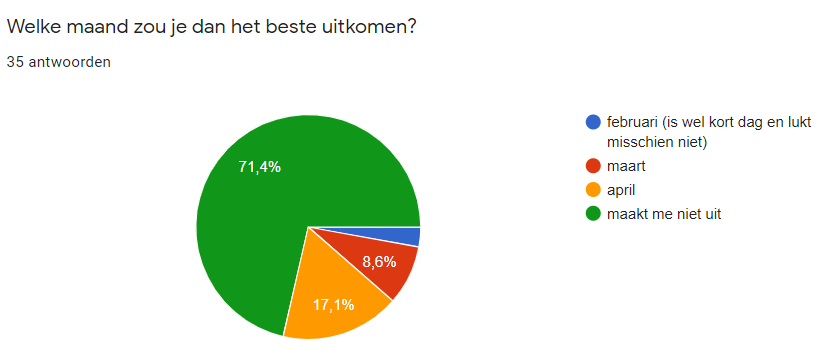 Welke maand zou je dan het beste uitkomen?
35 antwoorden
71,4%
8,6%
17,1%
februari (is wel kort dag en lukt
misschien niet)
maart
april
maakt me niet uit